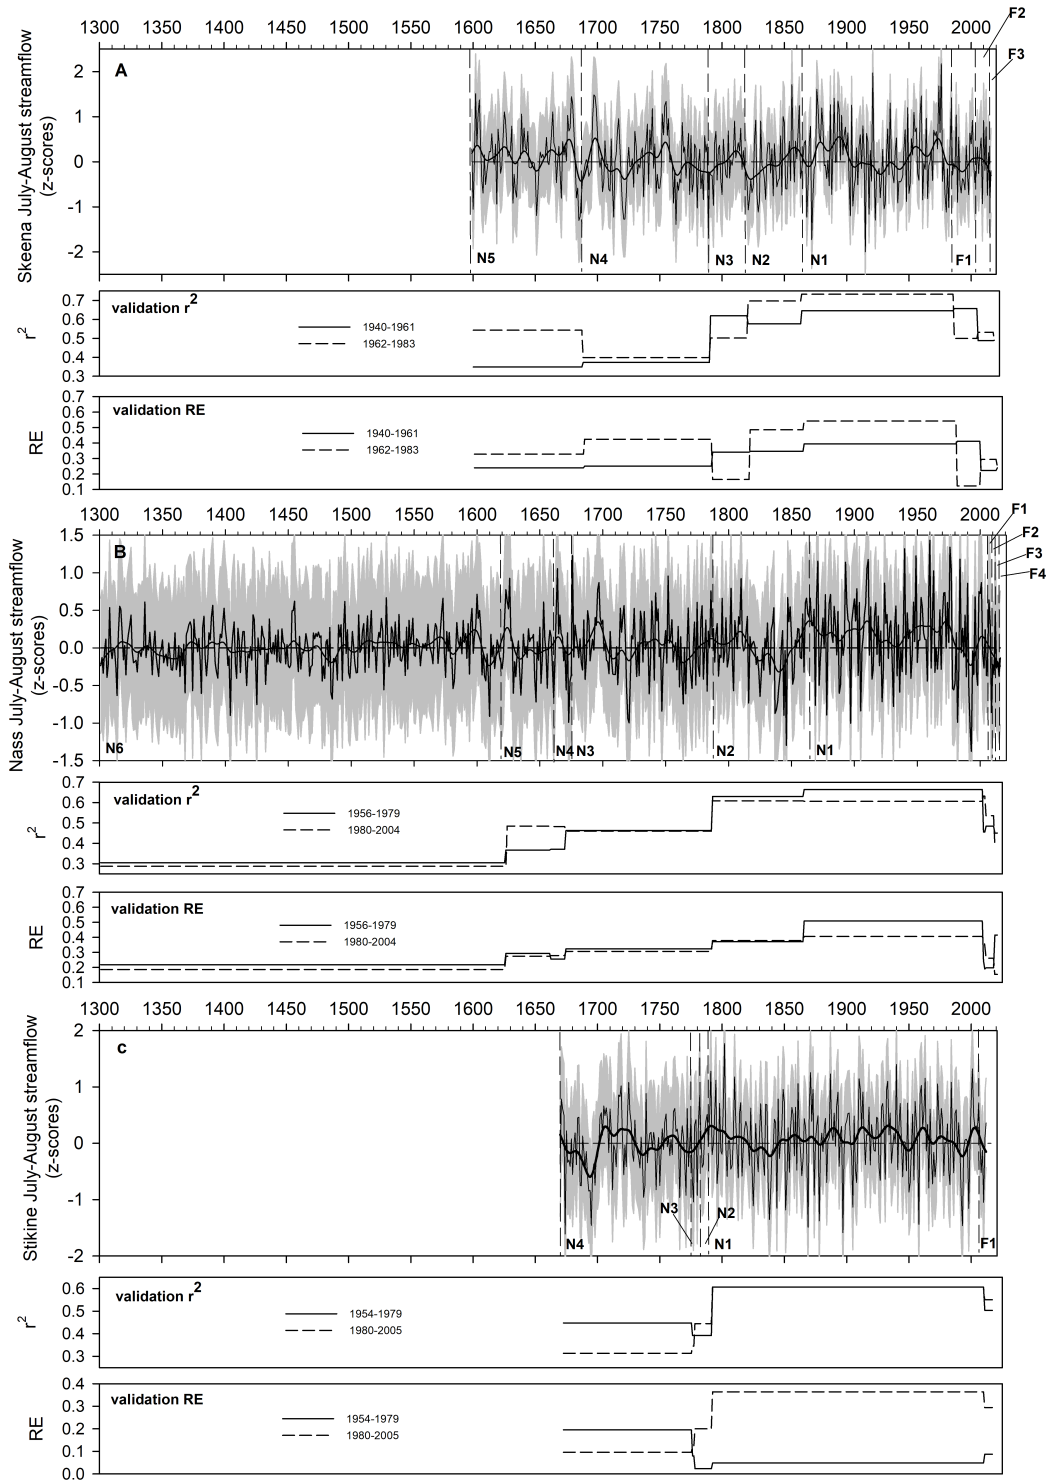 1300 1350 1400 1450 1500 1550 1600 1650 1700 1750 1800 1850 1900 1950 2000
F2
F3
A
Skeena July-August streamflow
(z-scores)
2
1
0
-1
-2
N5 N4 N3 N2 N1 F1
validation r2
r2
0.7
0.6
0.5
0.4
0.3
1940-1961
1962-1983
validation RE
RE
0.7
0.6
0.5
0.4
0.3
0.2
0.1
1940-1961
1962-1983
1300 1350 1400 1450 1500 1550 1600 1650 1700 1750 1800 1850 1900 1950 2000
F1
F2
F3
F4
B
Nass July-August streamflow
(z-scores)
1.5
1.0
0.5
0.0
-0.5
-1.0
-1.5
N6 N5 N4 N3 N2 N1
validation r2
r2
0.7
0.6
0.5
0.4
0.3
1956-1979
1980-2004
validation RE
RE
0.7
0.6
0.5
0.4
0.3
0.2
0.1
1956-1979
1980-2004
1300 1350 1400 1450 1500 1550 1600 1650 1700 1750 1800 1850 1900 1950 2000
c
Stikine July-August streamflow
(z-scores)
2
1
0
-1
-2
N3 N2
N4 N1 F1
validation r2
r2
0.6
0.5
0.4
0.3
1954-1979
1980-2005
validation RE
RE
0.4
0.3
0.2
0.1
0.0
1954-1979
1980-2005